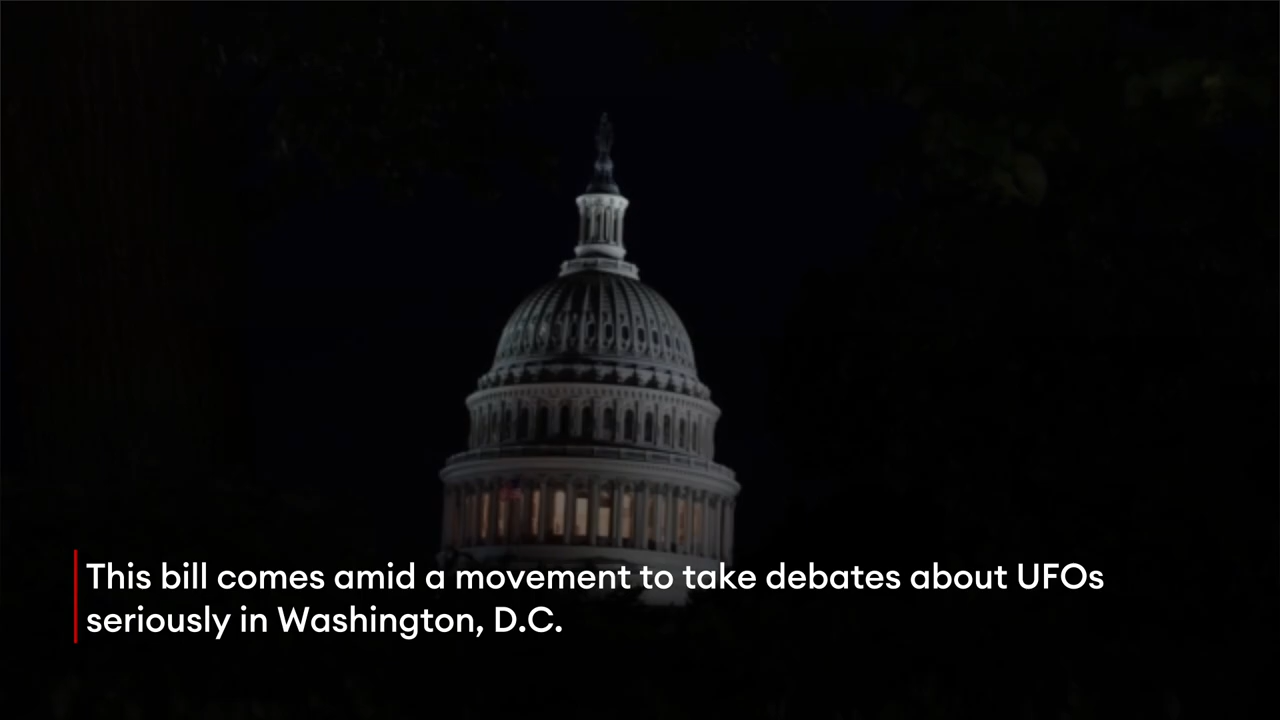 This bill comes amid a movement to take debates about UFOs
seriously in Washington, D.C.